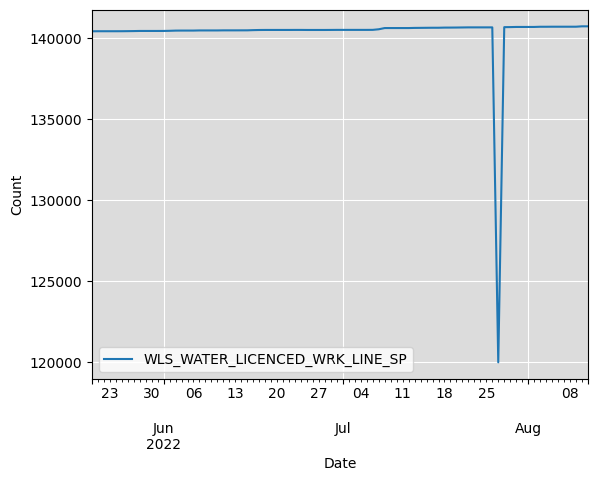 140000
135000
130000
125000
120000
Count
WLS_WATER_LICENCED_WRK_LINE_SP
23 30 06 13 20 27 04 11 18 25 08
Jun Jul Aug
2022
Date